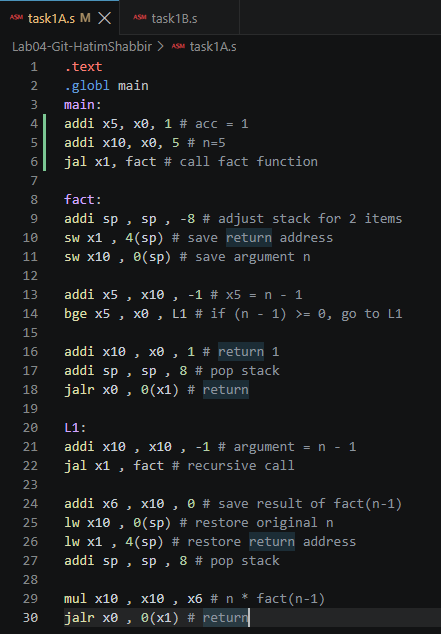 ASM task1A.s M X ASM task1B.s
Lab04-Git-HatimShabbir > ASM task1A.s
1 .text
2 .globl main
3 main:
4 addi x5, x0, 1 # acc = 1
5 addi x10, x0, 5 # n=5
6 jal x1, fact # call fact function
7
8 fact:
9 addi sp , sp , -8 # adjust stack for 2 items
10 sw x1 , 4(sp) # save return address
11 sw x10 , 0(sp) # save argument n
12
13 addi x5 , x10 , -1 # x5 = n - 1
14 bge x5 , x0 , L1 # if (n - 1) >= 0, go to L1
15
16 addi x10 , x0 , 1 # return 1
17 addi sp , sp , 8 # pop stack
18 jalr x0 , 0(x1) # return
19
20 L1:
21 addi x10 , x10 , -1 # argument = n - 1
22 jal x1 , fact # recursive call
23
24 addi x6 , x10 , 0 # save result of fact(n-1)
25 lw x10 , 0(sp) # restore original n
26 lw x1 , 4(sp) # restore return address
27 addi sp , sp , 8 # pop stack
28
29 mul x10 , x10 , x6 # n * fact(n-1)
30 jalr x0 , 0(x1) # return